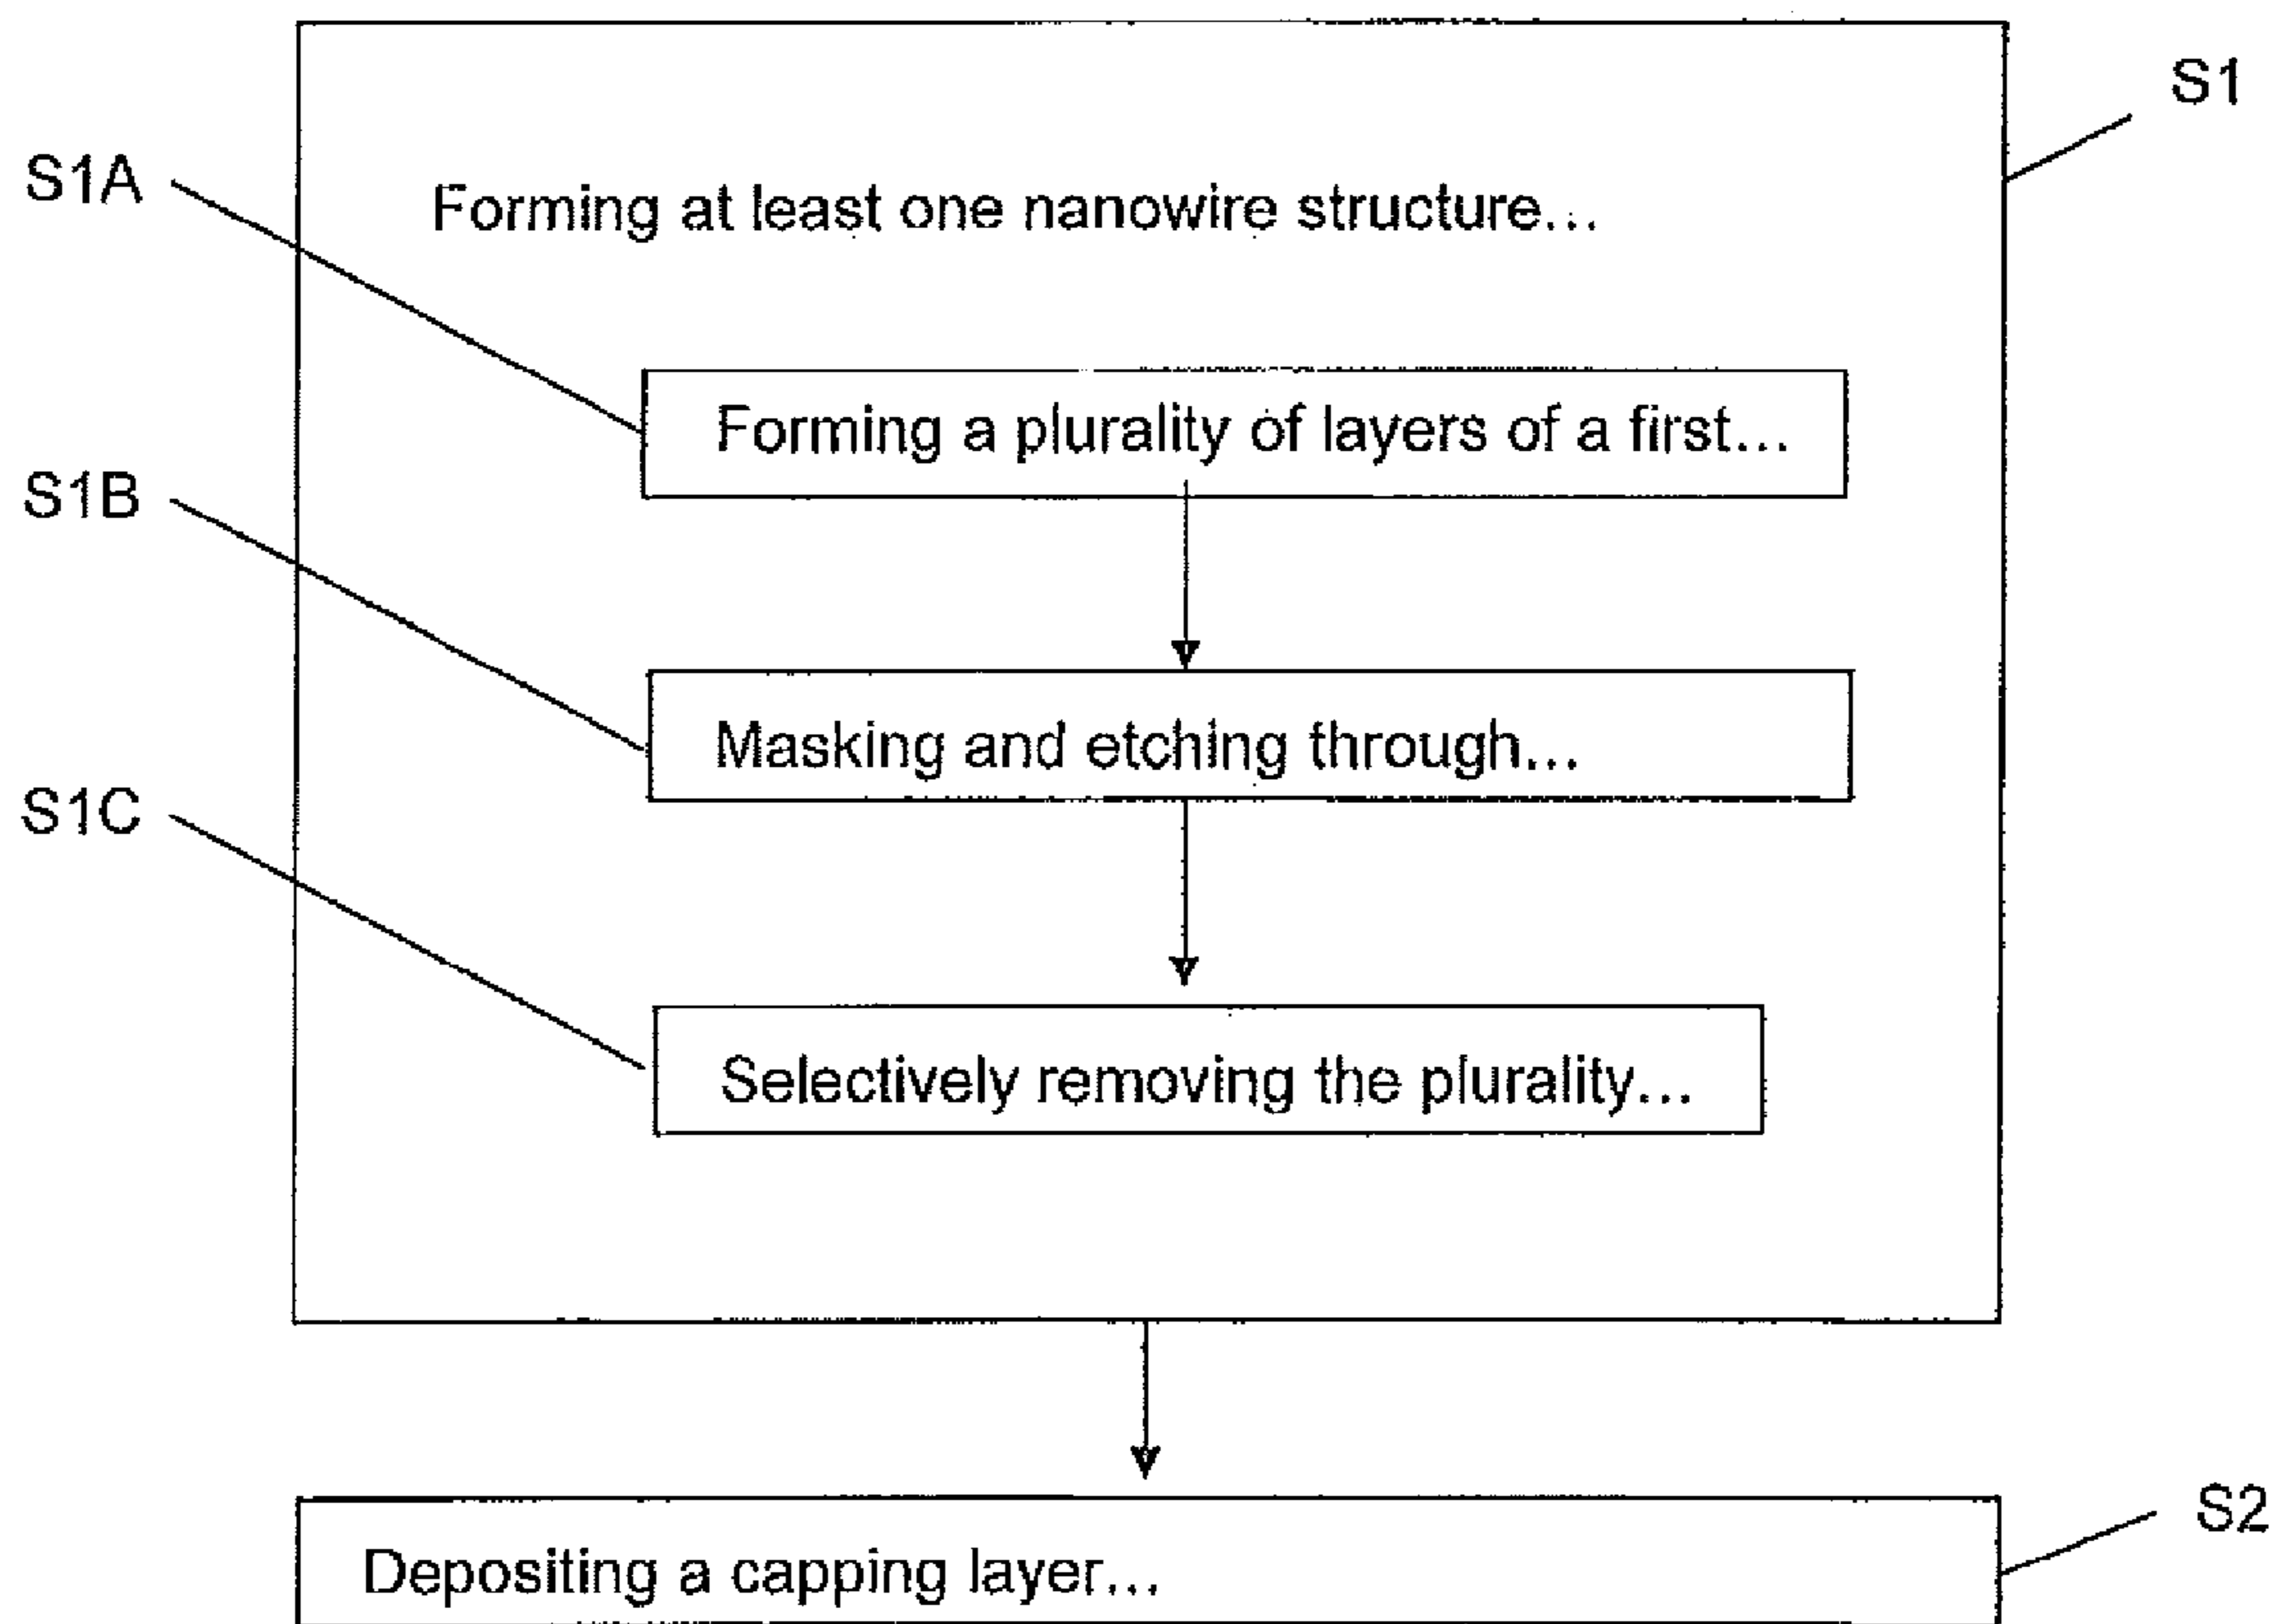 S1
S1A
Forming at least one nanowire structure...
Forming a plurality of layers of a first...
S1B
Masking and etching through...
S1C
Selectively removing the plurality...
S2
Depositing a capping layer...